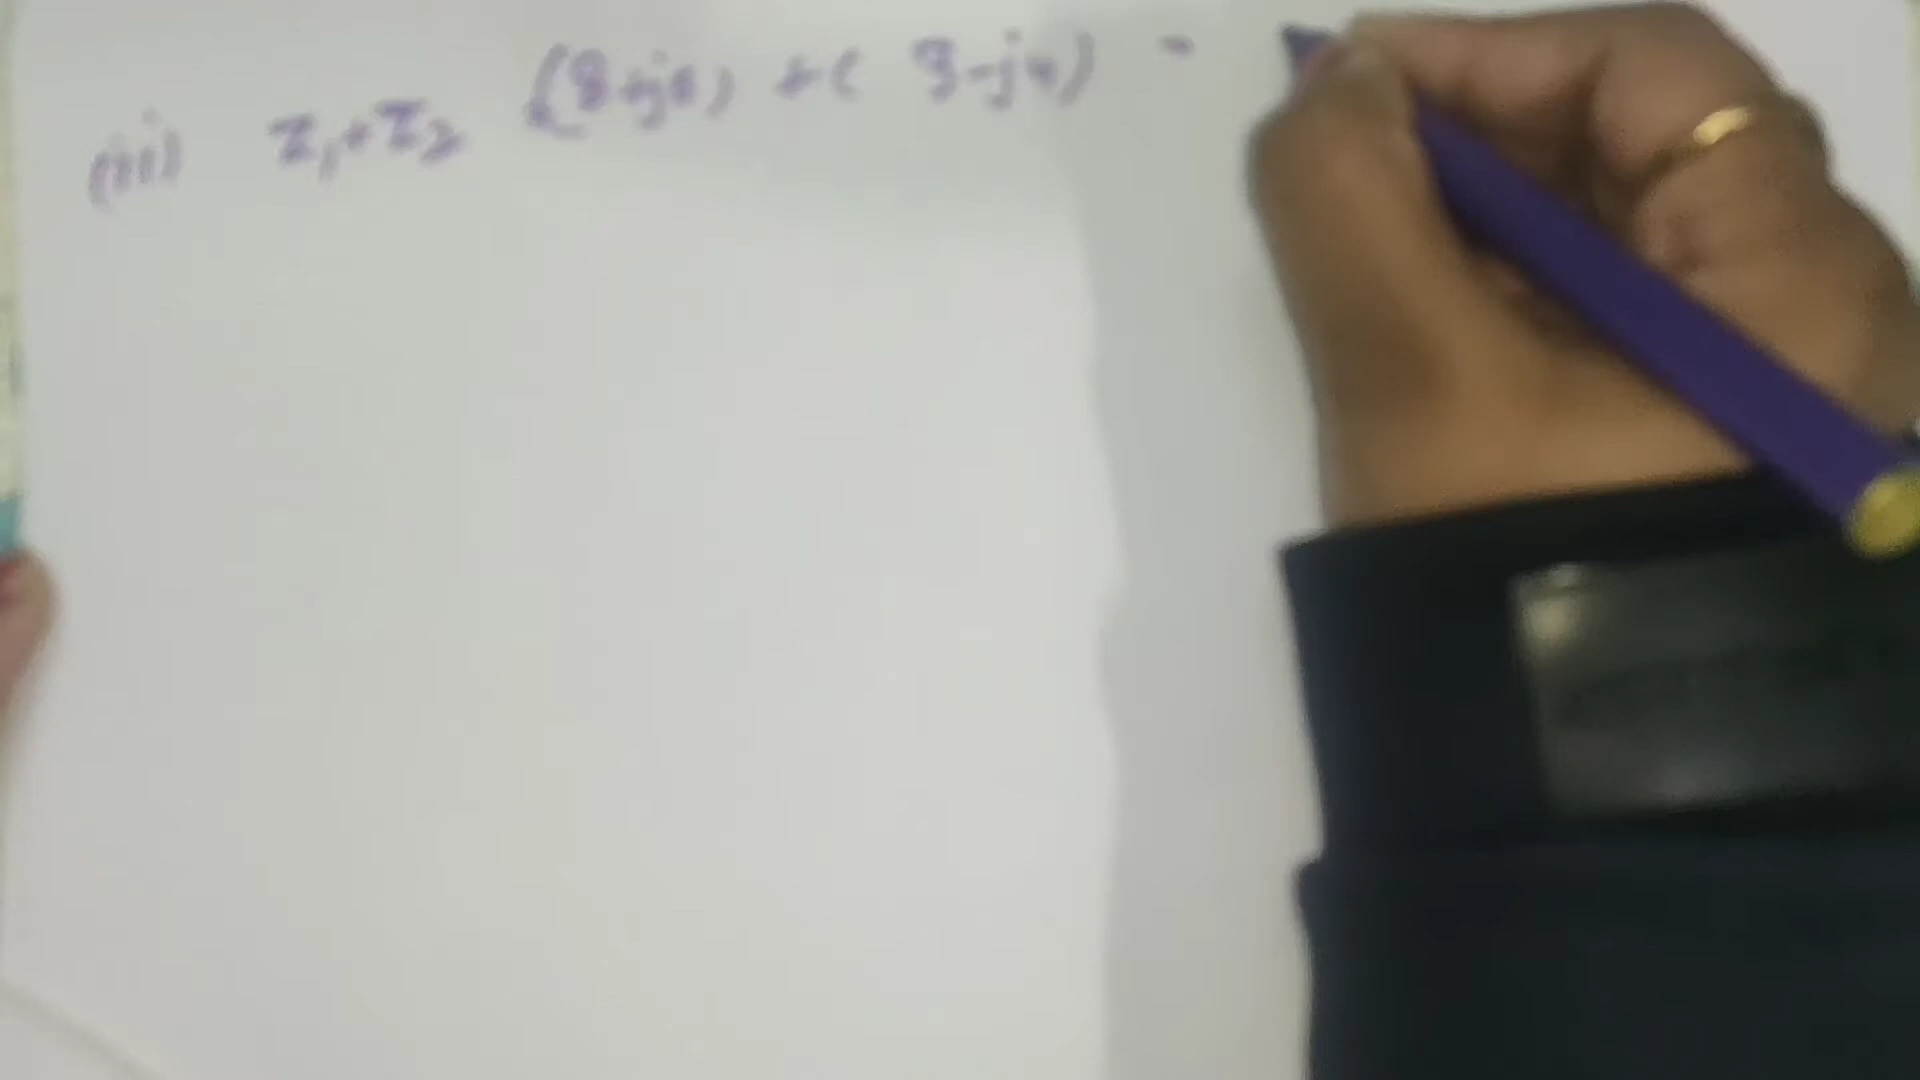 (iii) Z₁+Z₂ (8+j6) + ( 3-j4) =